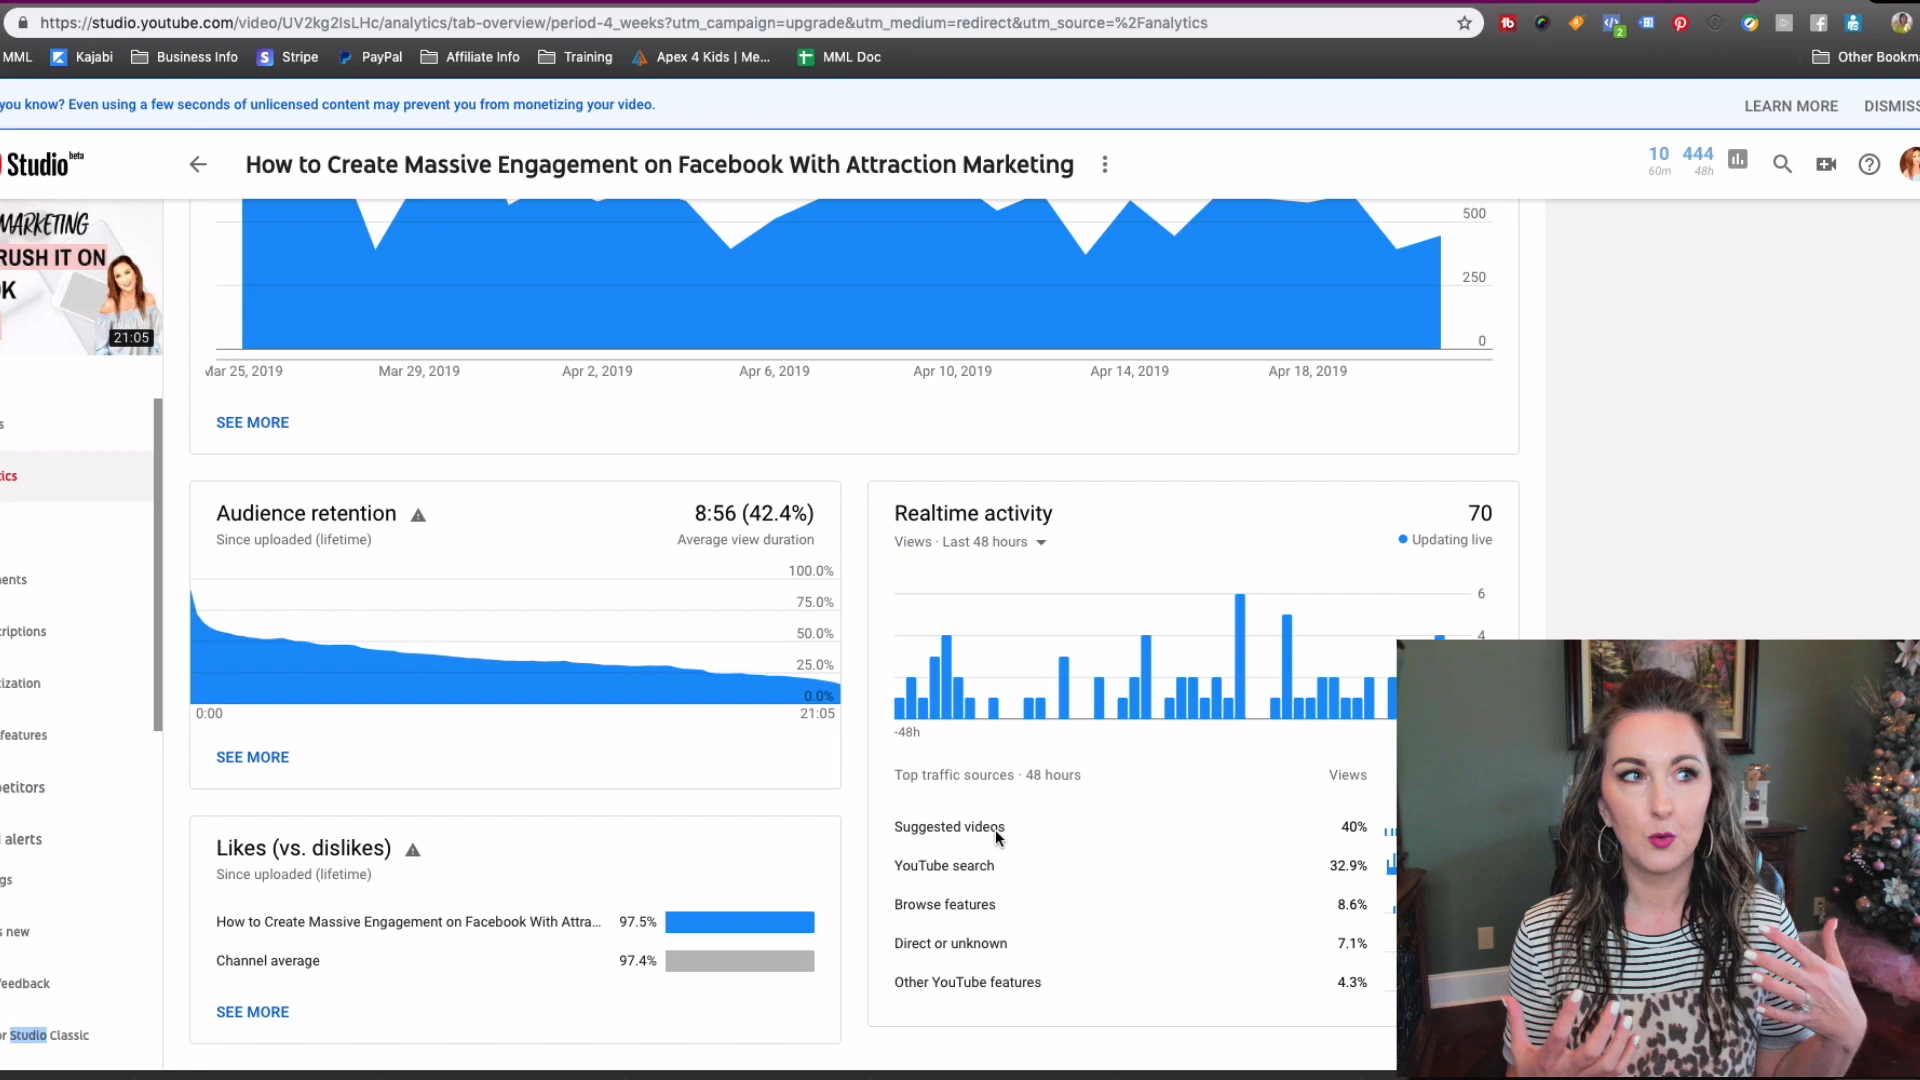 https://studio.youtube.com/video/UV2kg2IsLHc/analytics/tab-overview/period-4_weeks?utm_campaign=upgrade&utm_medium=redirect&utm_source=%2Fanalytics
MML Kajabi Business Info Stripe PayPal Affiliate Info Training Apex 4 Kids | Me... MML Doc Other Bookma
you know? Even using a few seconds of unlicensed content may prevent you from monetizing your video.
LEARN MORE DISMISS
Studio beta
How to Create Massive Engagement on Facebook With Attraction Marketing
10 444
60m 48h
MARKETING
RUSH IT ON
OK
21:05
500
250
0
Mar 25, 2019 Mar 29, 2019 Apr 2, 2019 Apr 6, 2019 Apr 10, 2019 Apr 14, 2019 Apr 18, 2019
SEE MORE
s
tics
ents
criptions
ization
features
petitors
l alerts
gs
s new
feedback
or Studio Classic
Audience retention 8:56 (42.4%)
Since uploaded (lifetime) Average view duration
100.0%
75.0%
50.0%
25.0%
0.0%
0:00 21:05
SEE MORE
Likes (vs. dislikes)
Since uploaded (lifetime)
How to Create Massive Engagement on Facebook With Attra... 97.5%
Channel average 97.4%
SEE MORE
Realtime activity 70
Views · Last 48 hours Updating live
6
4
-48h
Top traffic sources · 48 hours Views
Suggested videos 40%
YouTube search 32.9%
Browse features 8.6%
Direct or unknown 7.1%
Other YouTube features 4.3%